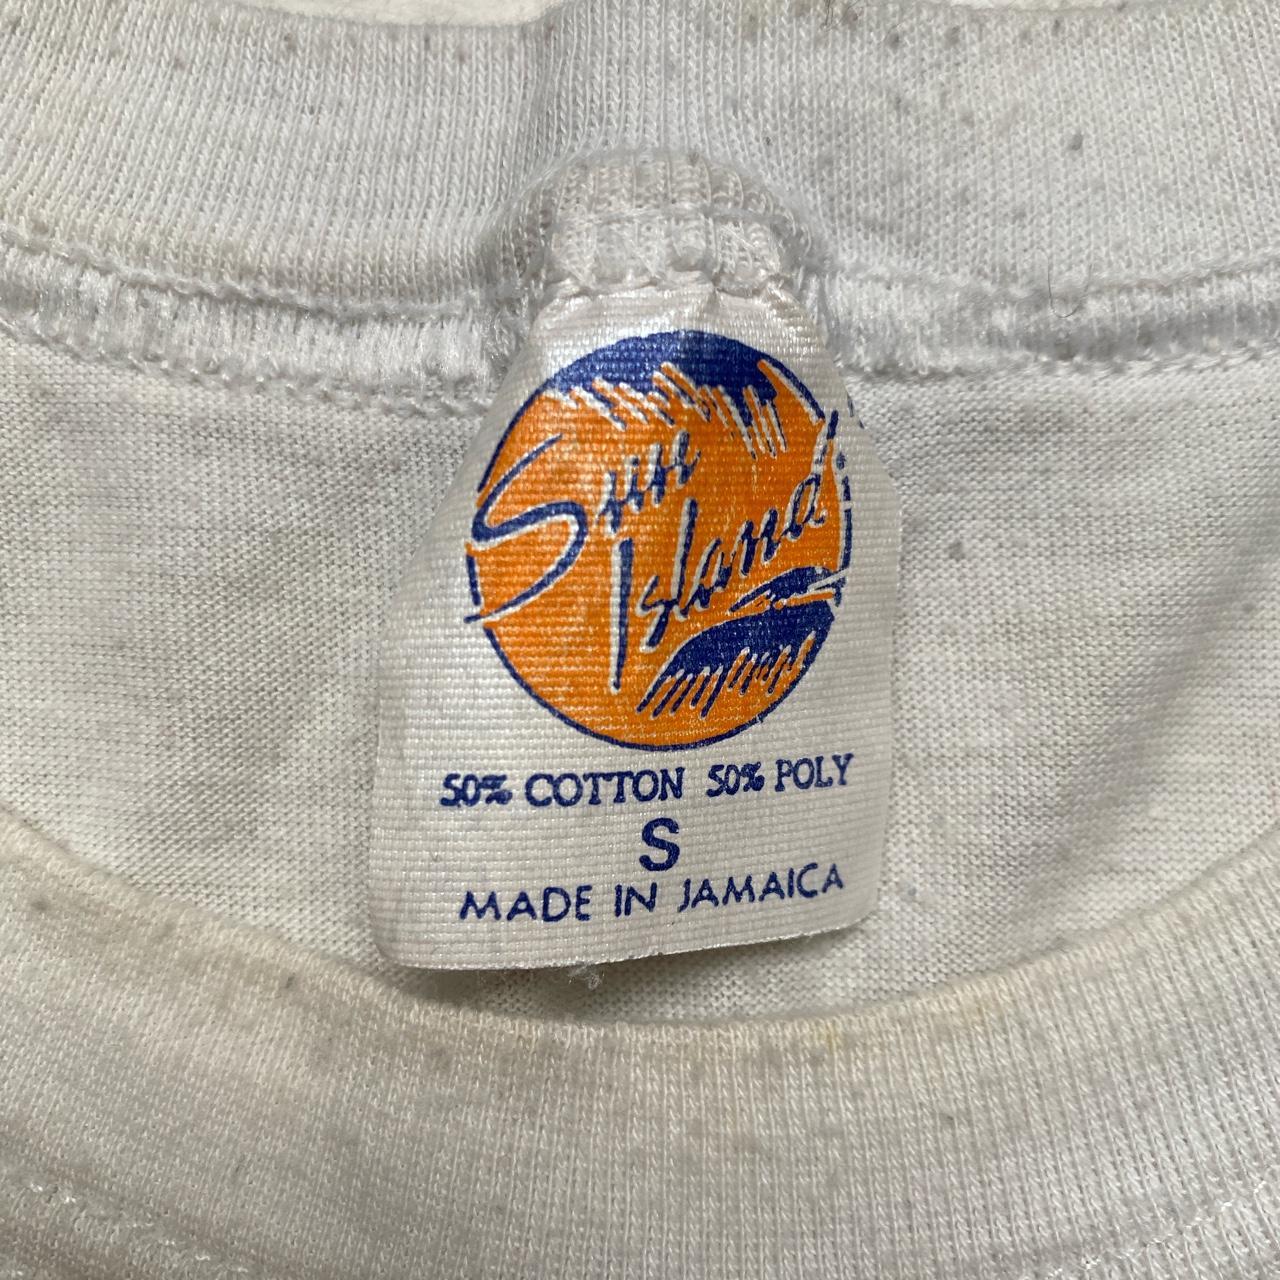 Sun
Island
50% COTTON 50% POLY
S
MADE IN JAMAICA